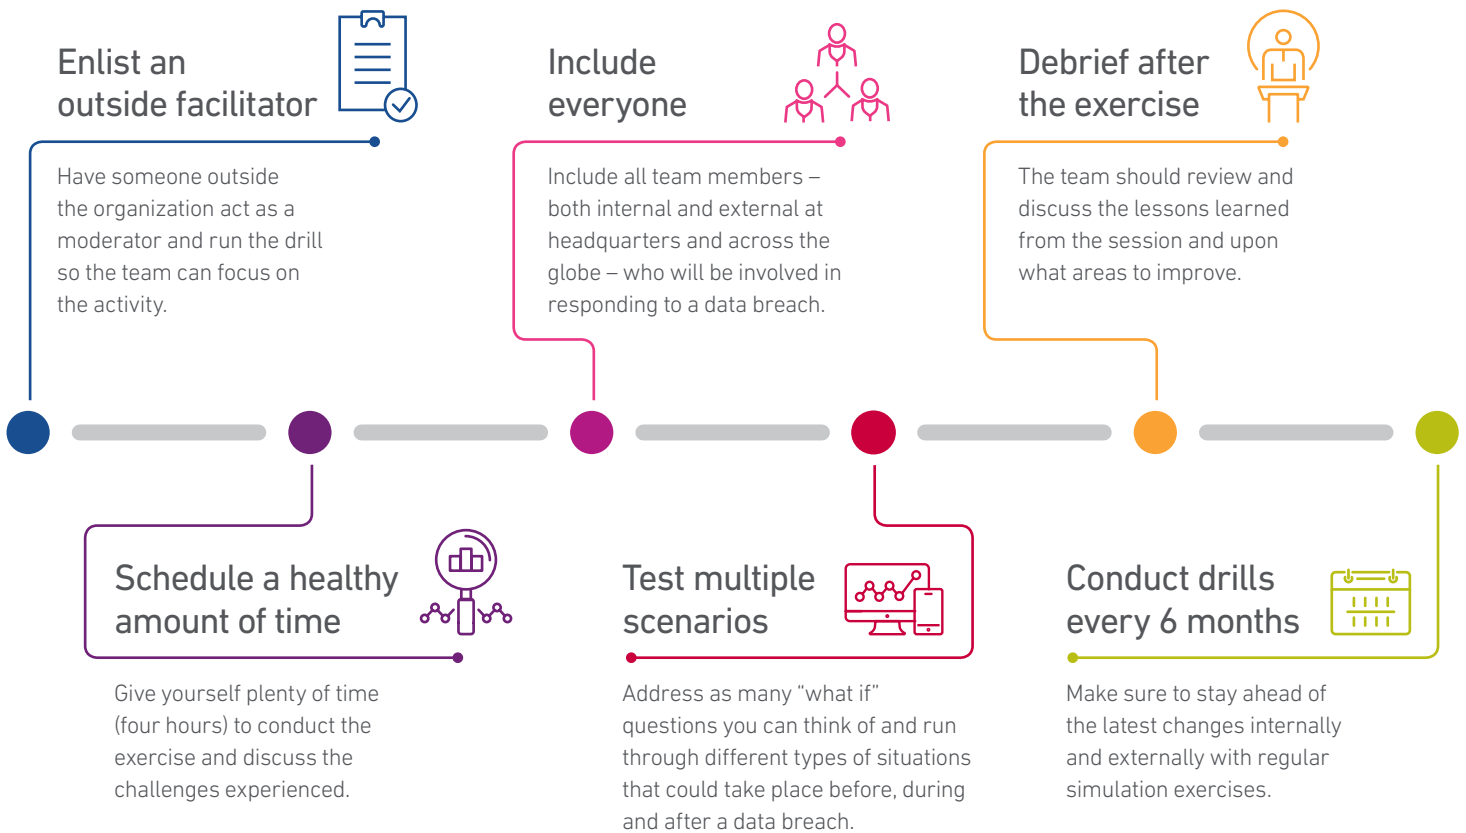 Enlist an
outside facilitator
Have someone outside
the organization act as a
moderator and run the drill
so the team can focus on
the activity.
Schedule a healthy
amount of time
Give yourself plenty of time
(four hours) to conduct the
exercise and discuss the
challenges experienced.
Include
everyone
Include all team members –
both internal and external at
headquarters and across the
globe – who will be involved in
responding to a data breach.
Test multiple
scenarios
Address as many “what if”
questions you can think of and run
through different types of situations
that could take place before, during
and after a data breach.
Debrief after
the exercise
The team should review and
discuss the lessons learned
from the session and upon
what areas to improve.
Conduct drills
every 6 months
Make sure to stay ahead of
the latest changes internally
and externally with regular
simulation exercises.